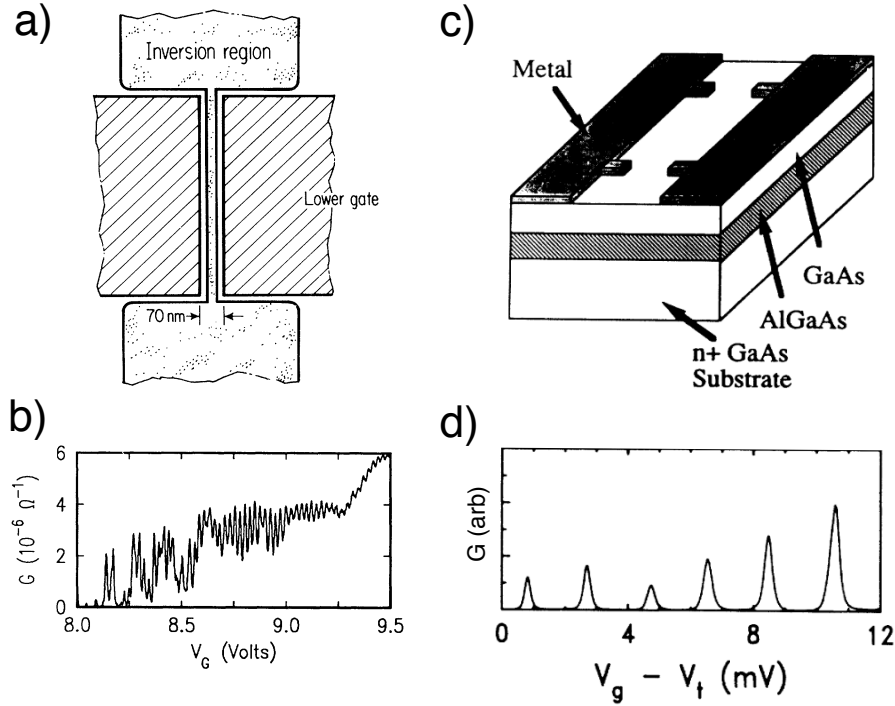 a)
Inversion region
Lower gate
70 nm
b)
G (10⁻⁶ Ω⁻¹)
6
4
2
0
8.0 8.5 9.0 9.5
V_G (Volts)
c)
Metal
GaAs
AlGaAs
n+ GaAs
Substrate
d)
G (arb)
0 4 8 12
V_g − V_t (mV)